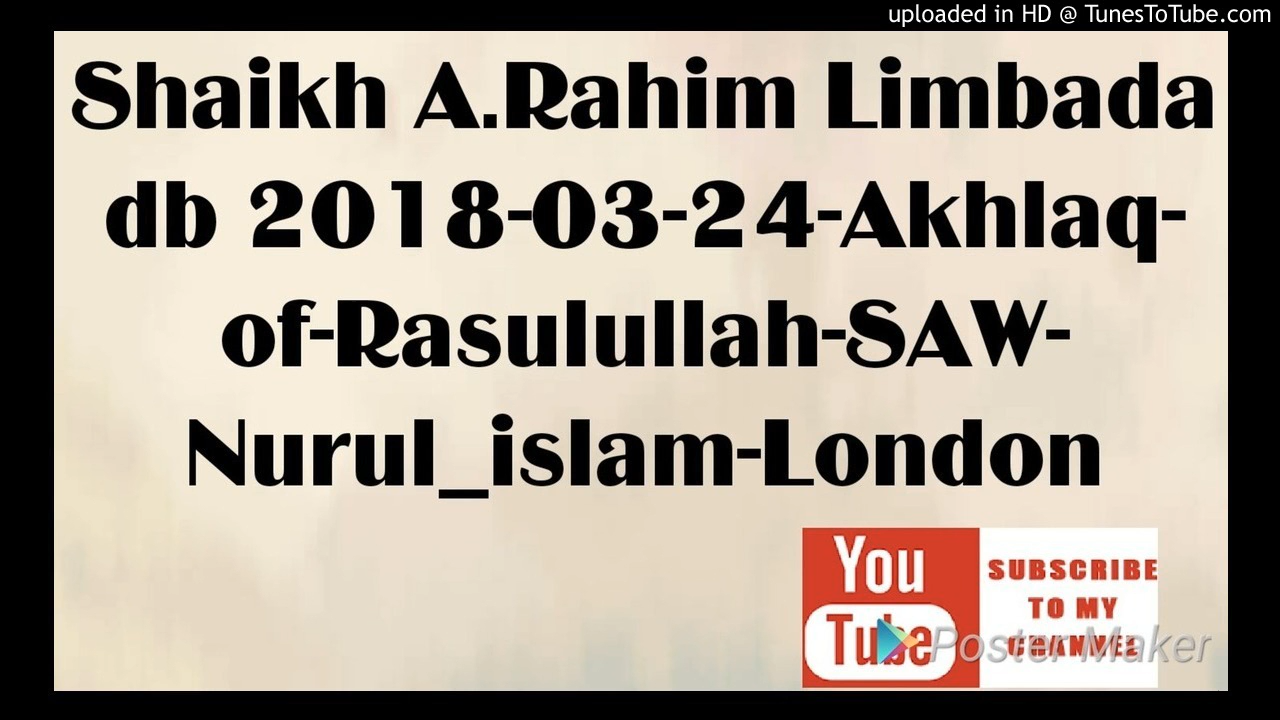 uploaded in HD @ TunesToTube.com
Shaikh A.Rahim Limbada
db 2018-03-24-Akhlaq-
of-Rasulullah-SAW-
Nurul_islam-London
You
Tube
SUBSCRIBE
TO MY
CHANNEL
Poster Maker